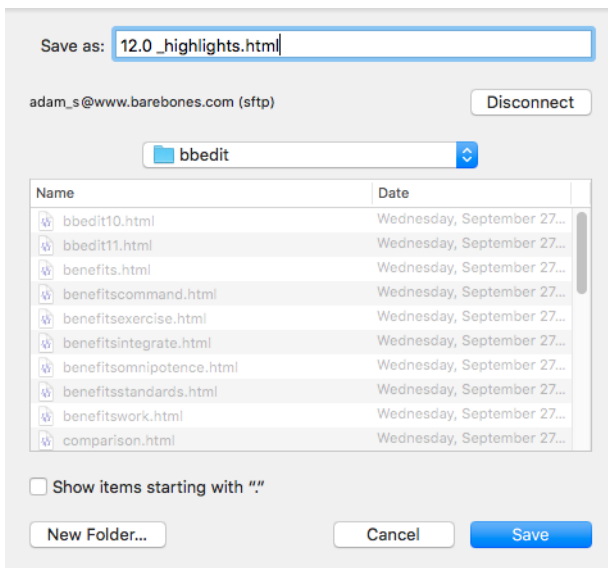 Save as: 12.0 _highlights.html
adam_s@www.barebones.com (sftp) Disconnect
bbedit
Name Date
bbedit10.html Wednesday, September 27...
bbedit11.html Wednesday, September 27...
benefits.html Wednesday, September 27...
benefitscommand.html Wednesday, September 27...
benefitsexercise.html Wednesday, September 27...
benefitsintegrate.html Wednesday, September 27...
benefitsomnipotence.html Wednesday, September 27...
benefitsstandards.html Wednesday, September 27...
benefitswork.html Wednesday, September 27...
comparison.html Wednesday, September 27...
Show items starting with “.”
New Folder... Cancel Save